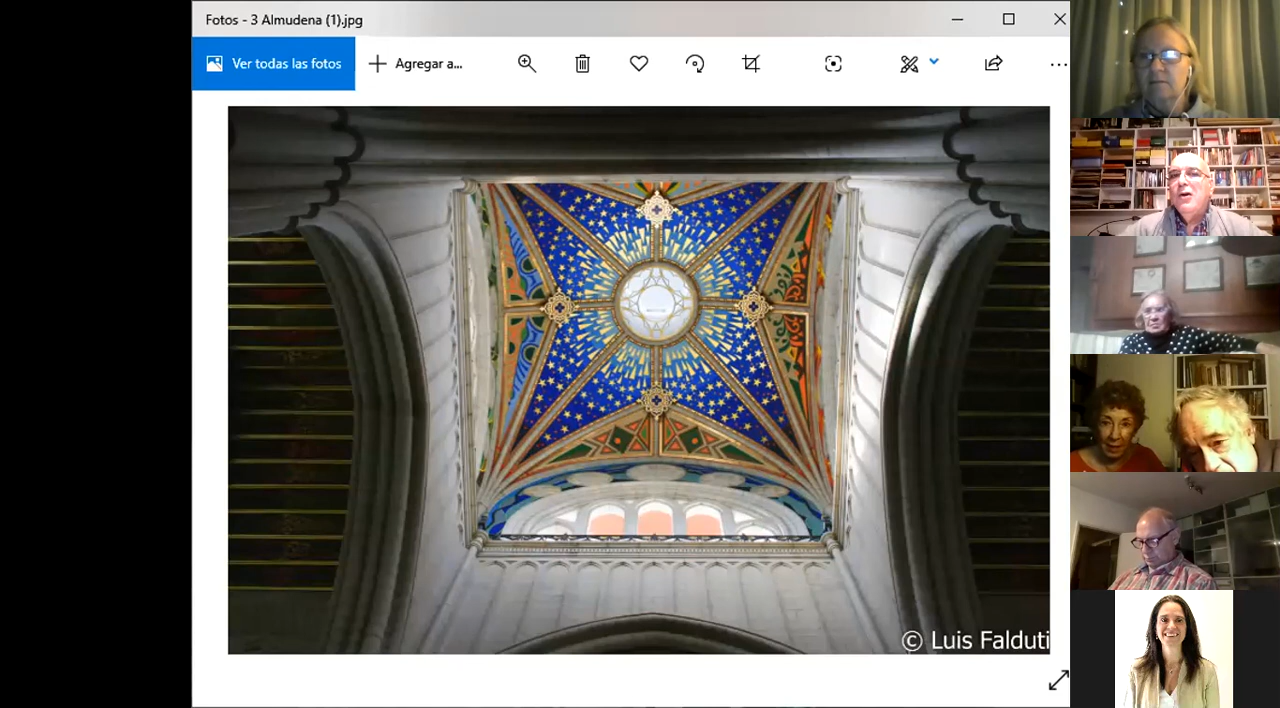 Fotos - 3 Almudena (1).jpg
Ver todas las fotos
Agregar a...
© Luis Falduti